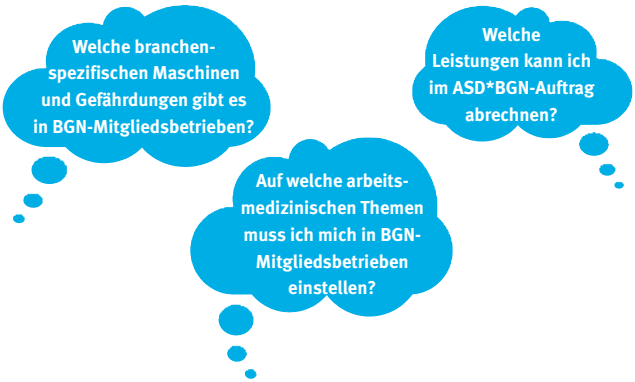 Welche branchen-
spezifischen Maschinen
und Gefährdungen gibt es
in BGN-Mitgliedsbetrieben?
Welche
Leistungen kann ich
im ASD*BGN-Auftrag
abrechnen?
Auf welche arbeits-
medizinischen Themen
muss ich mich in BGN-
Mitgliedsbetrieben
einstellen?